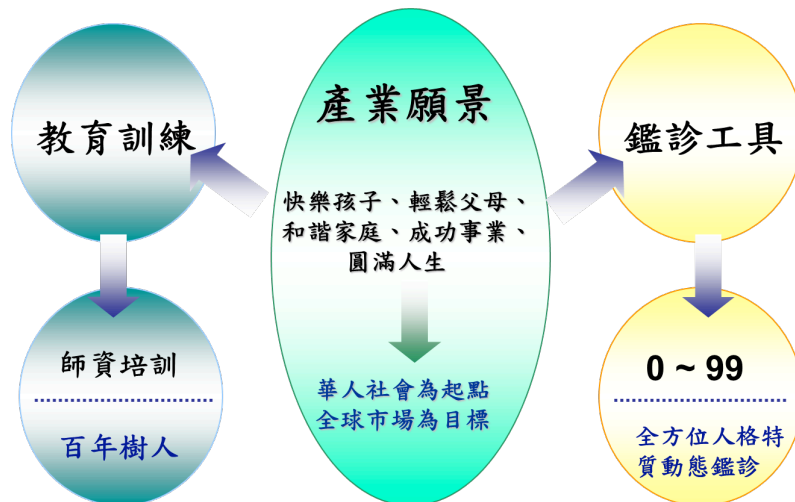 教育訓練
師資培訓
百年樹人
產業願景
快樂孩子、輕鬆父母、
和諧家庭、成功事業、
圓滿人生
華人社會為起點
全球市場為目標
鑑診工具
0 ~ 99
全方位人格特
質動態鑑診